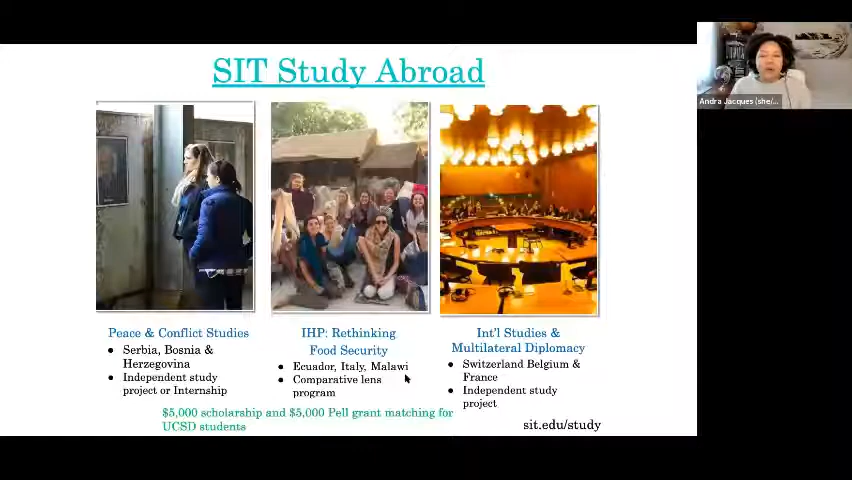 SIT Study Abroad
Andra Jacques (she/...
Peace & Conflict Studies
● Serbia, Bosnia &
Herzegovina
● Independent study
project or Internship
IHP: Rethinking
Food Security
● Ecuador, Italy, Malawi
● Comparative lens
program
Int'l Studies &
Multilateral Diplomacy
● Switzerland Belgium &
France
● Independent study
project
$5,000 scholarship and $5,000 Pell grant matching for
UCSD students
sit.edu/study